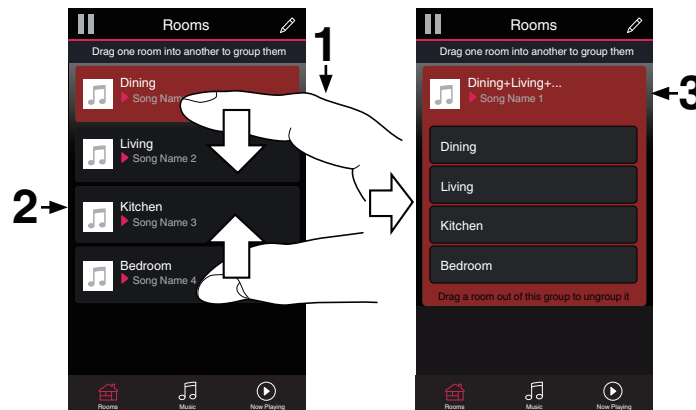 Rooms
Drag one room into another to group them
1
Dining
Song Nam
Living
Song Name 2
2
Kitchen
Song Name 3
Bedroom
Song Name 4
Rooms
Music
Now Playing
Rooms
Drag one room into another to group them
Dining+Living+...
Song Name 1
3
Dining
Living
Kitchen
Bedroom
Drag a room out of this group to ungroup it
Rooms
Music
Now Playing